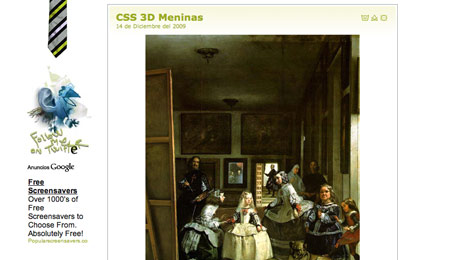 CSS 3D Meninas
14 de Diciembre del 2009
FOLLOW
ME
ON TWITTER
Anuncios Google
Free
Screensavers
Over 1000's of
Free
Screensavers to
Choose From.
Absolutely Free!
Popularscreensavers.co